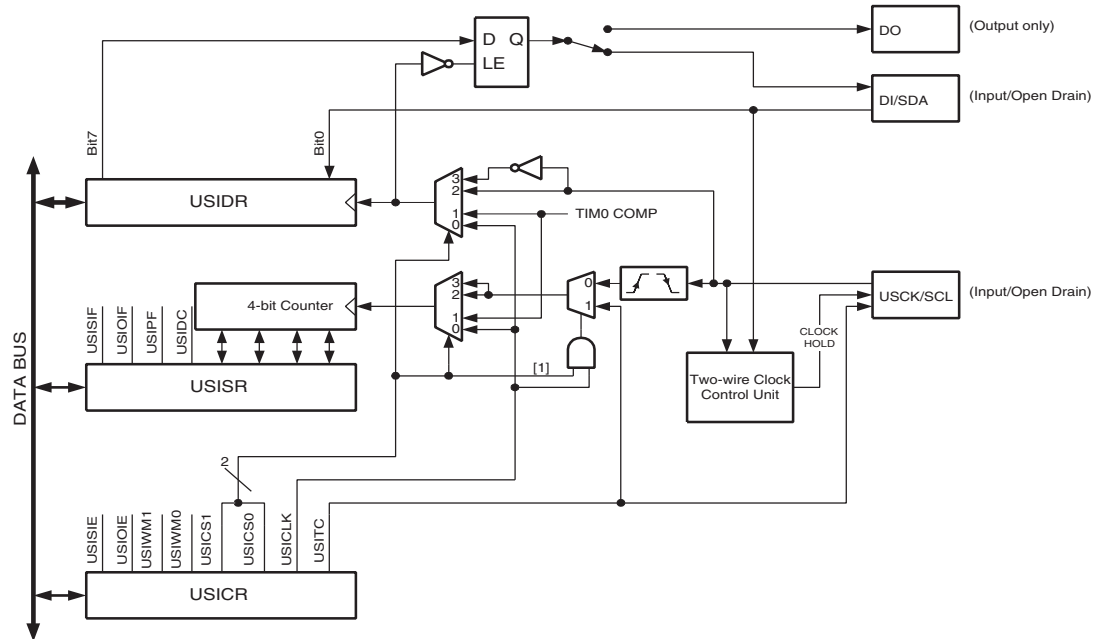 D Q
LE
DO
(Output only)
DI/SDA
(Input/Open Drain)
Bit7
Bit0
USIDR
3
2
1
0
TIM0 COMP
4-bit Counter
3
2
1
0
0
1
USCK/SCL
(Input/Open Drain)
CLOCK
HOLD
USISIF
USIOIF
USIPF
USIDC
[1]
USISR
Two-wire Clock
Control Unit
DATA BUS
2
USISIE
USIOIE
USIWM1
USIWM0
USICS1
USICS0
USICLK
USITC
USICR